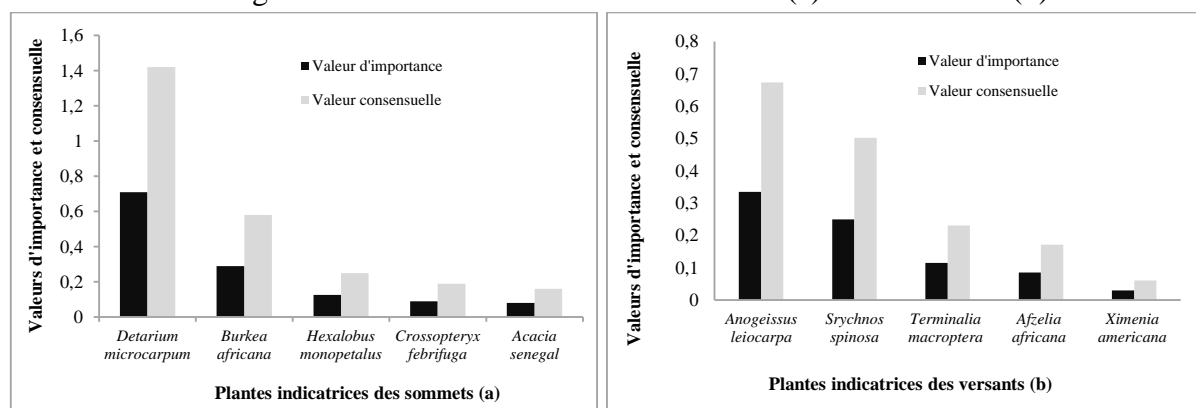 1,6
1,4
1,2
1
0,8
0,6
0,4
0,2
0
Valeurs d'importance et consensuelle
Valeur d'importance
Valeur consensuelle
Detarium microcarpum
Burkea africana
Hexalobus monopetalus
Crossopteryx febrifuga
Acacia senegal
Plantes indicatrices des sommets (a)
0,8
0,7
0,6
0,5
0,4
0,3
0,2
0,1
0
Valeurs d'importance et consensuelle
Valeur d'importance
Valeur consensuelle
Anogeissus leiocarpa
Srychnos spinosa
Terminalia macroptera
Afzelia africana
Ximenia americana
Plantes indicatrices des versants (b)